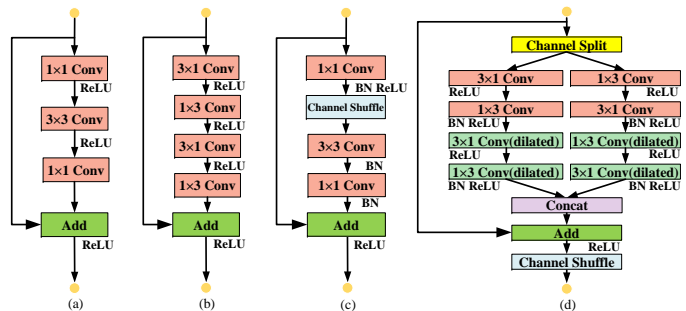 1×1 Conv
ReLU
3×3 Conv
ReLU
1×1 Conv
Add
ReLU
(a)
3×1 Conv
ReLU
1×3 Conv
ReLU
3×1 Conv
ReLU
1×3 Conv
Add
ReLU
(b)
1×1 Conv
BN ReLU
Channel Shuffle
3×3 Conv
BN
1×1 Conv
BN
Add
ReLU
(c)
Channel Split
3×1 Conv 1×3 Conv
ReLU ReLU
1×3 Conv 3×1 Conv
BN ReLU BN ReLU
3×1 Conv(dilated) 1×3 Conv(dilated)
ReLU ReLU
1×3 Conv(dilated) 3×1 Conv(dilated)
BN ReLU BN ReLU
Concat
Add
ReLU
Channel Shuffle
(d)